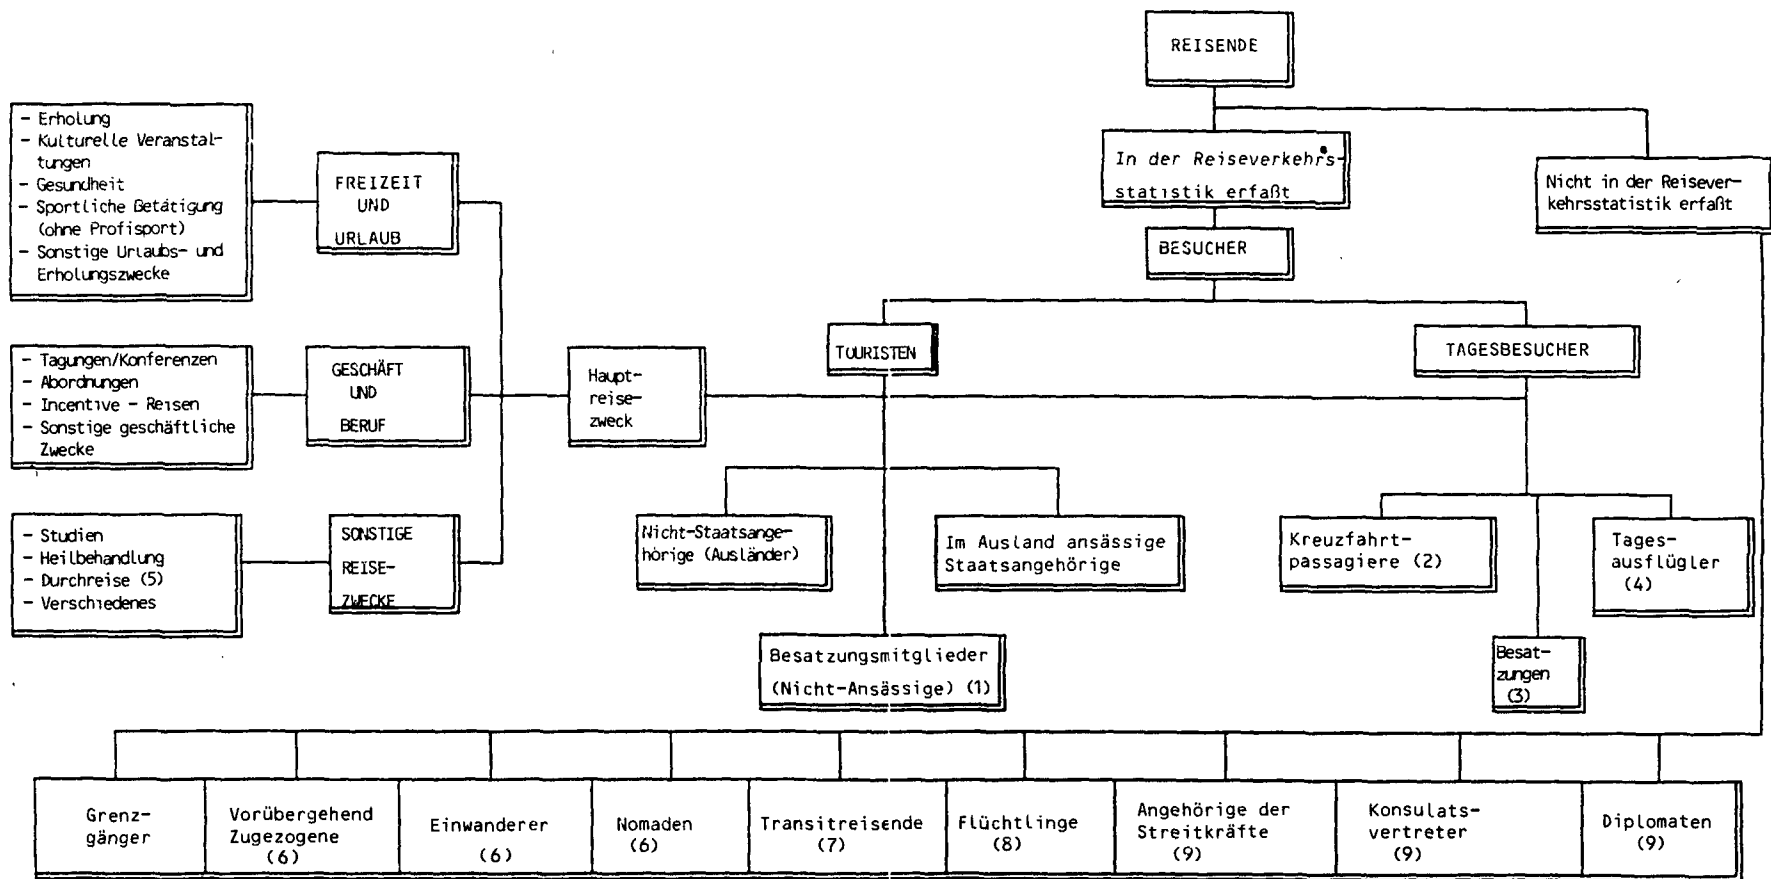 REISENDE
In der Reiseverkehrs-
statistik erfaßt
Nicht in der Reisever-
kehrsstatistik erfaßt
BESUCHER
- Erholung
- Kulturelle Veranstal-
tungen
- Gesundheit
- Sportliche Betätigung
(ohne Profisport)
- Sonstige Urlaubs- und
Erholungszwecke
FREIZEIT
UND
URLAUB
TOURISTEN
TAGESBESUCHER
- Tagungen/Konferenzen
- Abordnungen
- Incentive - Reisen
- Sonstige geschäftliche
Zwecke
GESCHÄFT
UND
BERUF
Haupt-
reise-
zweck
- Studien
- Heilbehandlung
- Durchreise (5)
- Verschiedenes
SONSTIGE
REISE-
ZWECKE
Nicht-Staatsange-
hörige (Ausländer)
Im Ausland ansässige
Staatsangehörige
Kreuzfahrt-
passagiere (2)
Tages-
ausflügler
(4)
Besatzungsmitglieder
(Nicht-Ansässige) (1)
Besat-
zungen
(3)
Grenz-
gänger
Vorübergehend
Zugezogene
(6)
Einwanderer
(6)
Nomaden
(6)
Transitreisende
(7)
Flüchtlinge
(8)
Angehörige der
Streitkräfte
(9)
Konsulats-
vertreter
(9)
Diplomaten
(9)